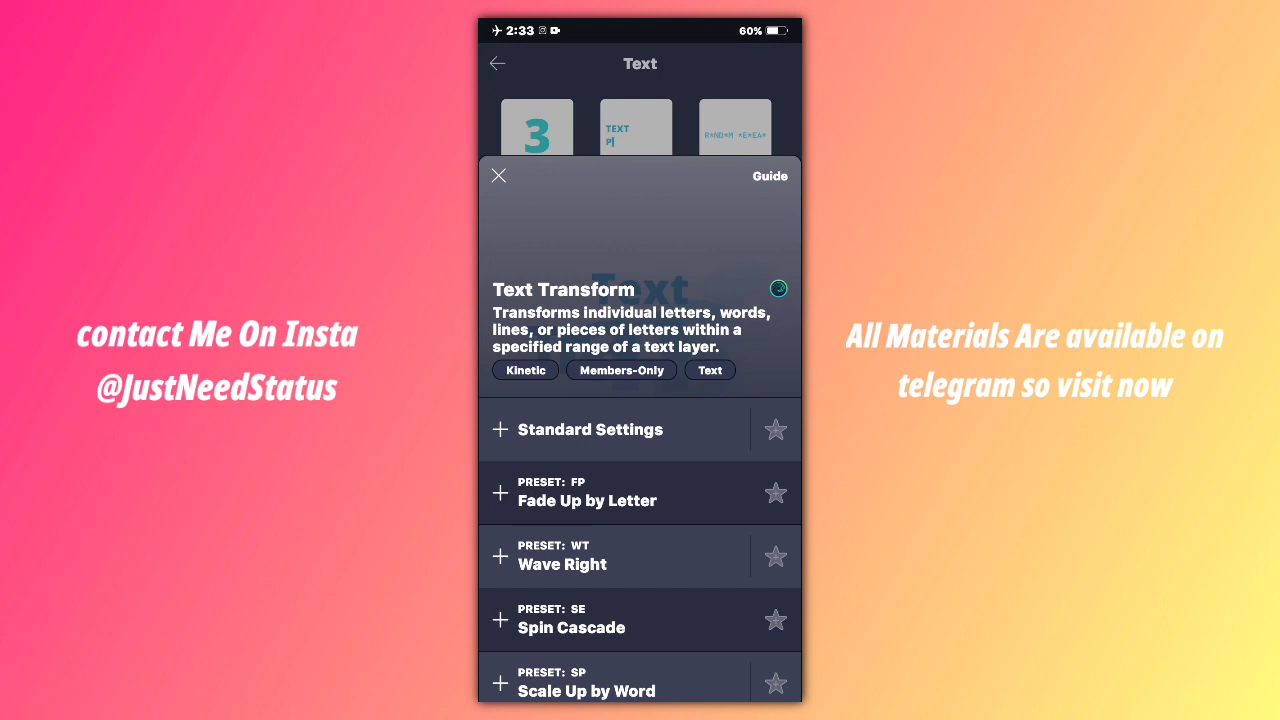 contact Me On Insta
@JustNeedStatus
2:33
60%
Text
3
TEXT
P
R*ND*M *E*EA*
Guide
Text
Text Transform
Transforms individual letters, words,
lines, or pieces of letters within a
specified range of a text layer.
Kinetic
Members-Only
Text
Standard Settings
PRESET: FP
Fade Up by Letter
PRESET: WT
Wave Right
PRESET: SE
Spin Cascade
PRESET: SP
Scale Up by Word
All Materials Are available on
telegram so visit now